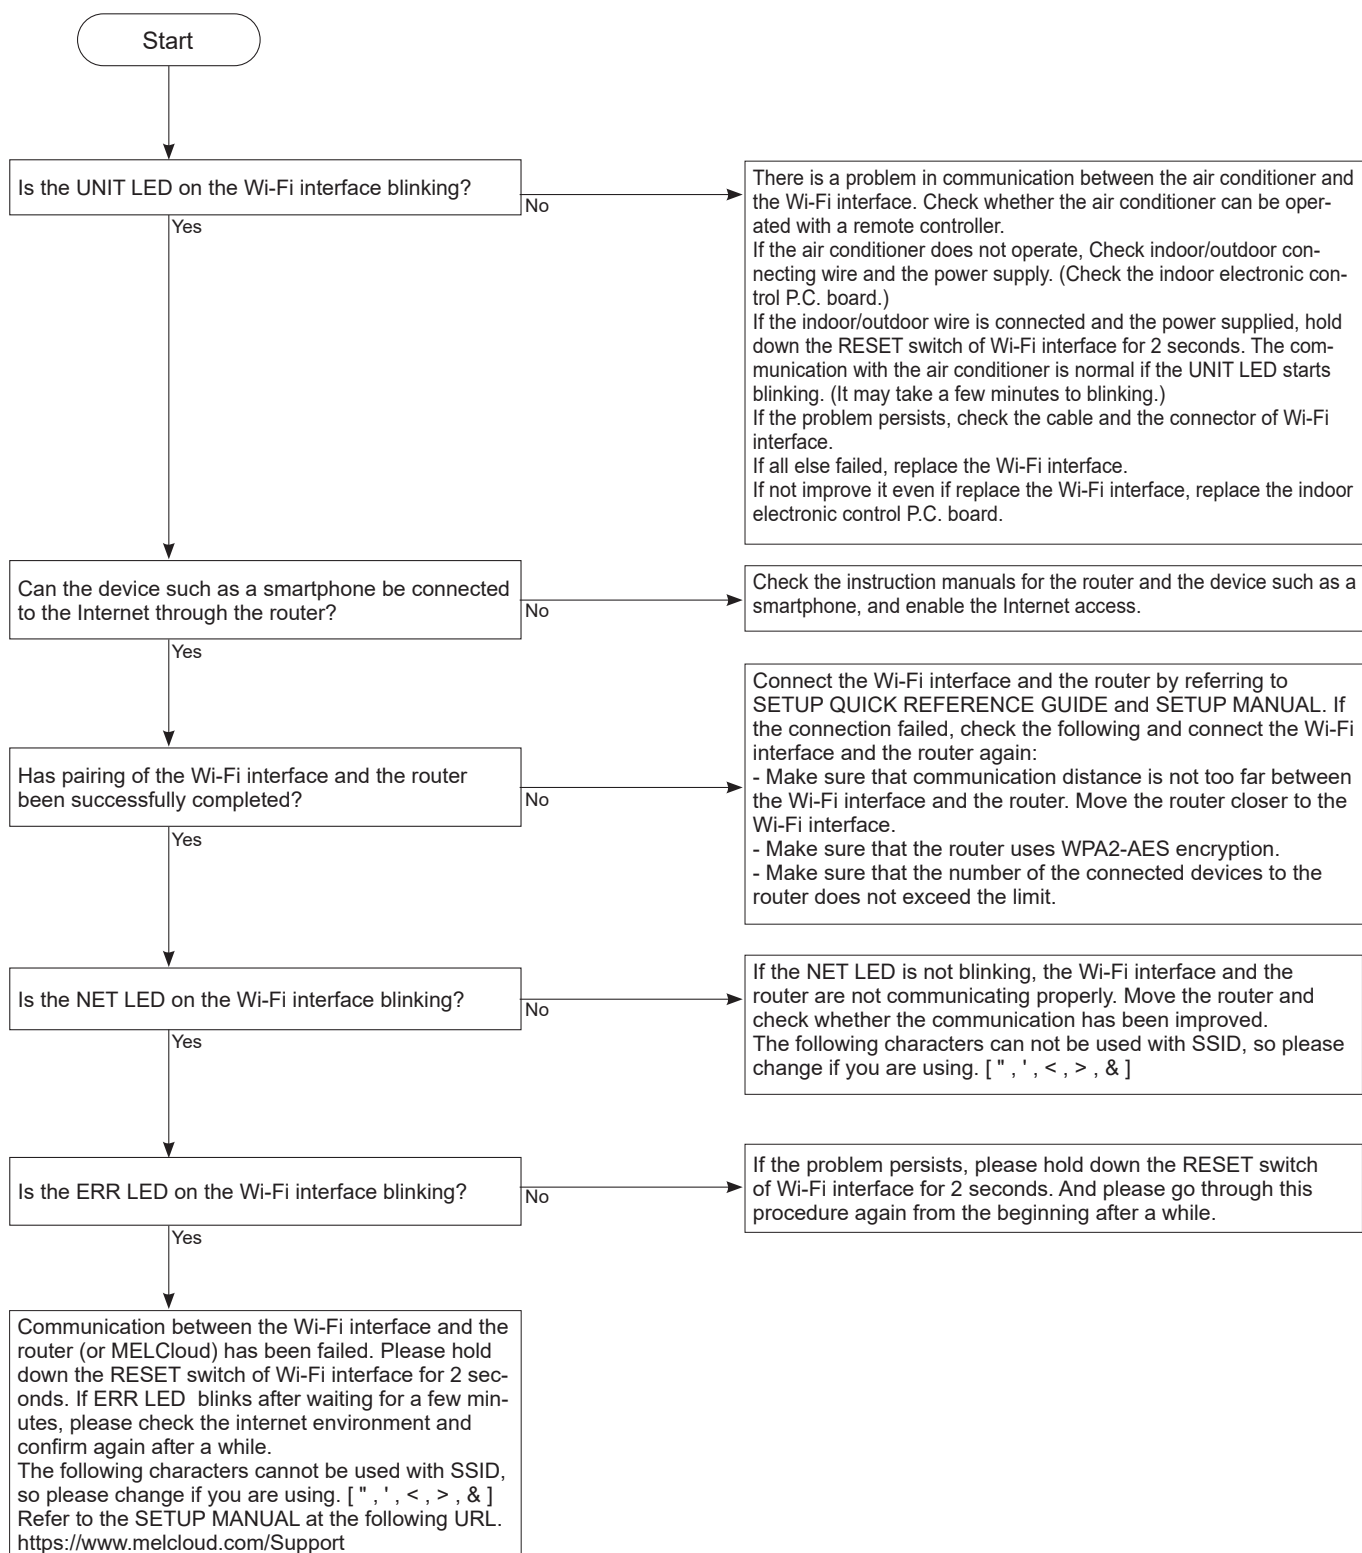 Start
Is the UNIT LED on the Wi-Fi interface blinking?
No
Yes
There is a problem in communication between the air conditioner and
the Wi-Fi interface. Check whether the air conditioner can be oper-
ated with a remote controller.
If the air conditioner does not operate, Check indoor/outdoor con-
necting wire and the power supply. (Check the indoor electronic con-
trol P.C. board.)
If the indoor/outdoor wire is connected and the power supplied, hold
down the RESET switch of Wi-Fi interface for 2 seconds. The com-
munication with the air conditioner is normal if the UNIT LED starts
blinking. (It may take a few minutes to blinking.)
If the problem persists, check the cable and the connector of Wi-Fi
interface.
If all else failed, replace the Wi-Fi interface.
If not improve it even if replace the Wi-Fi interface, replace the indoor
electronic control P.C. board.
Can the device such as a smartphone be connected
to the Internet through the router?
No
Yes
Check the instruction manuals for the router and the device such as a
smartphone, and enable the Internet access.
Has pairing of the Wi-Fi interface and the router
been successfully completed?
No
Yes
Connect the Wi-Fi interface and the router by referring to
SETUP QUICK REFERENCE GUIDE and SETUP MANUAL. If
the connection failed, check the following and connect the Wi-Fi
interface and the router again:
- Make sure that communication distance is not too far between
the Wi-Fi interface and the router. Move the router closer to the
Wi-Fi interface.
- Make sure that the router uses WPA2-AES encryption.
- Make sure that the number of the connected devices to the
router does not exceed the limit.
Is the NET LED on the Wi-Fi interface blinking?
No
Yes
If the NET LED is not blinking, the Wi-Fi interface and the
router are not communicating properly. Move the router and
check whether the communication has been improved.
The following characters can not be used with SSID, so please
change if you are using. [ " , ' , < , > , & ]
Is the ERR LED on the Wi-Fi interface blinking?
No
Yes
If the problem persists, please hold down the RESET switch
of Wi-Fi interface for 2 seconds. And please go through this
procedure again from the beginning after a while.
Communication between the Wi-Fi interface and the
router (or MELCloud) has been failed. Please hold
down the RESET switch of Wi-Fi interface for 2 sec-
onds. If ERR LED  blinks after waiting for a few min-
utes, please check the internet environment and
confirm again after a while.
The following characters cannot be used with SSID,
so please change if you are using. [ " , ' , < , > , & ]
Refer to the SETUP MANUAL at the following URL.
https://www.melcloud.com/Support